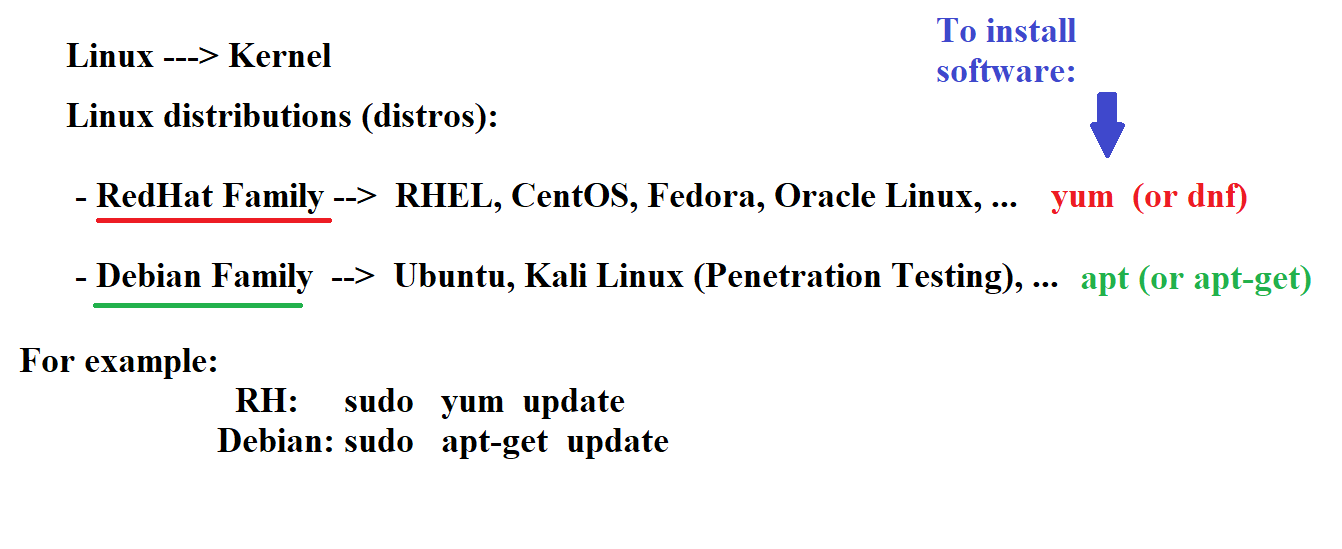 To install
software:
Linux ---> Kernel
Linux distributions (distros):
- RedHat Family --> RHEL, CentOS, Fedora, Oracle Linux, ... yum (or dnf)
- Debian Family --> Ubuntu, Kali Linux (Penetration Testing), ... apt (or apt-get)
For example:
RH: sudo yum update
Debian: sudo apt-get update